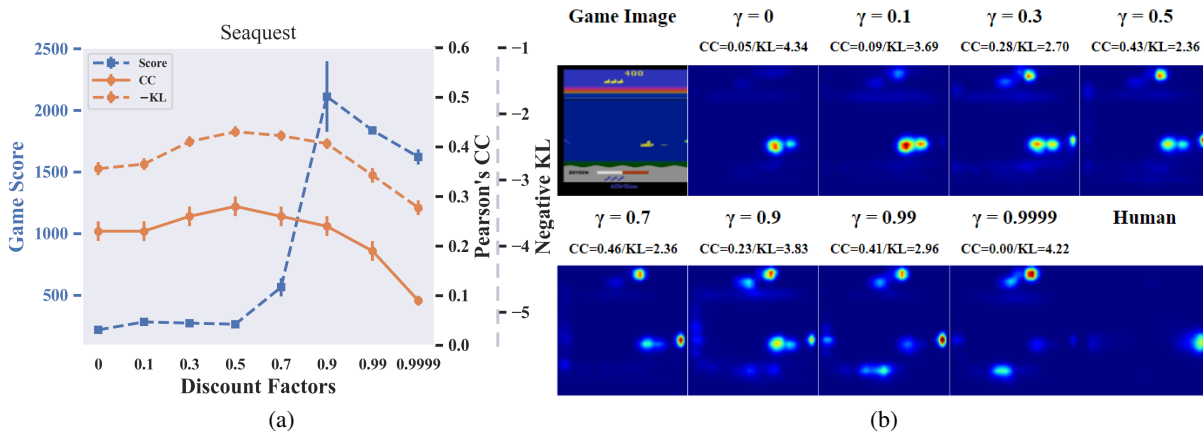 Seaquest
2500
2000
1500
1000
500
Game Score
Score
CC
−KL
0.6
0.5
0.4
0.3
0.2
0.1
0.0
Pearson's CC
−1
−2
−3
−4
−5
Negative KL
0 0.1 0.3 0.5 0.7 0.9 0.99 0.9999
Discount Factors
(a)
Game Image γ = 0 γ = 0.1 γ = 0.3 γ = 0.5
CC=0.05/KL=4.34 CC=0.09/KL=3.69 CC=0.28/KL=2.70 CC=0.43/KL=2.36
400
OXYGEN
γ = 0.7 γ = 0.9 γ = 0.99 γ = 0.9999 Human
CC=0.46/KL=2.36 CC=0.23/KL=3.83 CC=0.41/KL=2.96 CC=0.00/KL=4.22
(b)